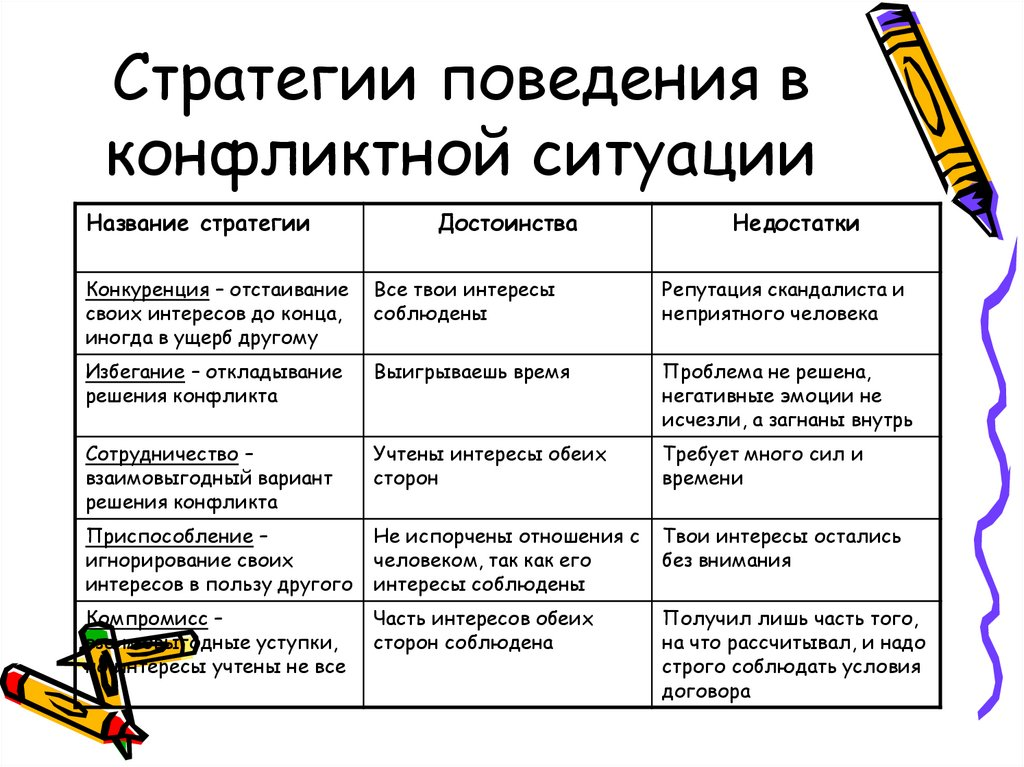 Стратегии поведения в
конфликтной ситуации
Название стратегии
Достоинства
Недостатки
Конкуренция – отстаивание
своих интересов до конца,
иногда в ущерб другому
Все твои интересы
соблюдены
Репутация скандалиста и
неприятного человека
Избегание – откладывание
решения конфликта
Выигрываешь время
Проблема не решена,
негативные эмоции не
исчезли, а загнаны внутрь
Сотрудничество –
взаимовыгодный вариант
решения конфликта
Учтены интересы обеих
сторон
Требует много сил и
времени
Приспособление –
игнорирование своих
интересов в пользу другого
Не испорчены отношения с
человеком, так как его
интересы соблюдены
Твои интересы остались
без внимания
Компромисс –
взаимовыгодные уступки,
интересы учтены не все
Часть интересов обеих
сторон соблюдена
Получил лишь часть того,
на что рассчитывал, и надо
строго соблюдать условия
договора